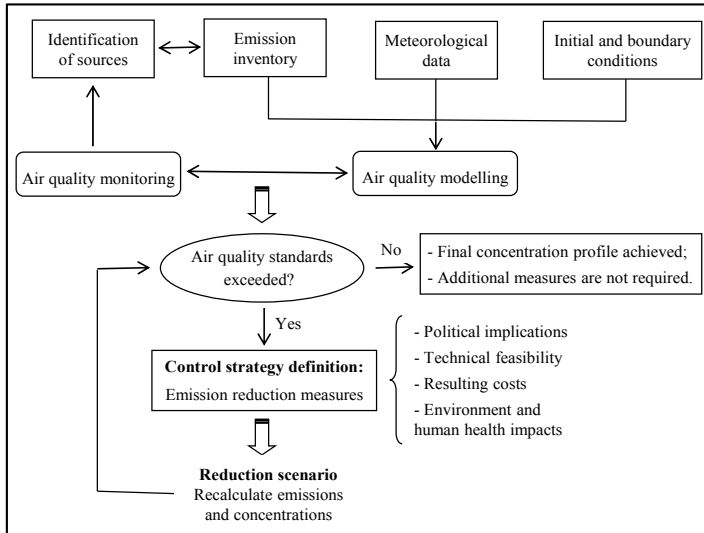 Identification
of sources
Emission
inventory
Meteorological
data
Initial and boundary
conditions
Air quality monitoring
Air quality modelling
Air quality standards
exceeded?
No
- Final concentration profile achieved;
- Additional measures are not required.
Yes
Control strategy definition:
Emission reduction measures
- Political implications
- Technical feasibility
- Resulting costs
- Environment and
human health impacts
Reduction scenario
Recalculate emissions
and concentrations